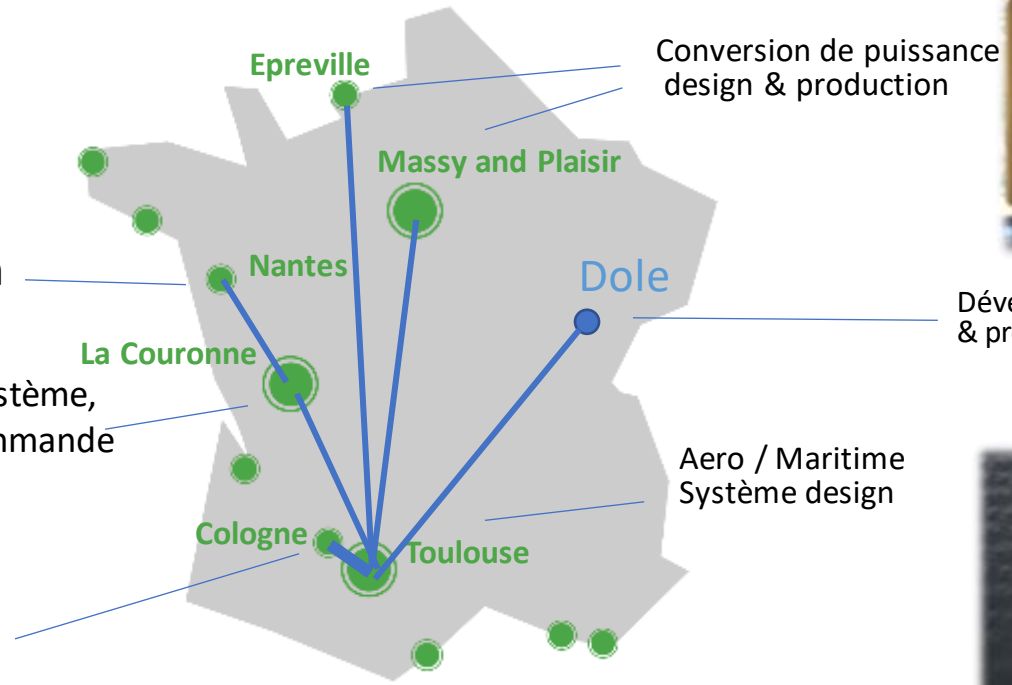 Epreville
Conversion de puissance
design & production
Massy and Plaisir
Nantes
Dole
& pr
La Couronne
stème,
mmande
Aero / Maritime
Système design
Cologne
Toulouse